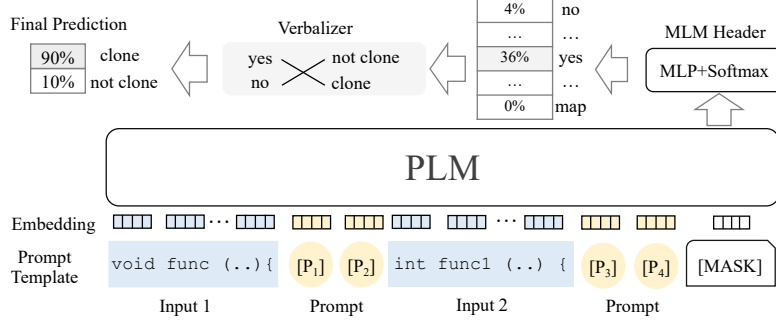 Final Prediction
90% clone
10% not clone
Verbalizer
yes not clone
no clone
4% no
... ...
36% yes
... ...
0% map
MLM Header
MLP+Softmax
PLM
Embedding ... ...
Prompt Template
void func (..){ [P₁] [P₂] int func1 (..) { [P₃] [P₄] [MASK]
Input 1 Prompt Input 2 Prompt